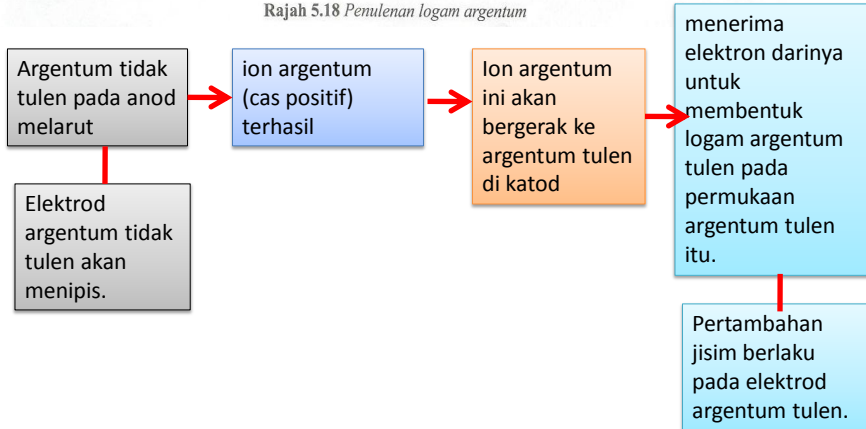 Rajah 5.18 Penulenan logam argentum
Argentum tidak
tulen pada anod
melarut
Elektrod
argentum tidak
tulen akan
menipis.
ion argentum
(cas positif)
terhasil
Ion argentum
ini akan
bergerak ke
argentum tulen
di katod
menerima
elektron darinya
untuk
membentuk
logam argentum
tulen pada
permukaan
argentum tulen
itu.
Pertambahan
jisim berlaku
pada elektrod
argentum tulen.